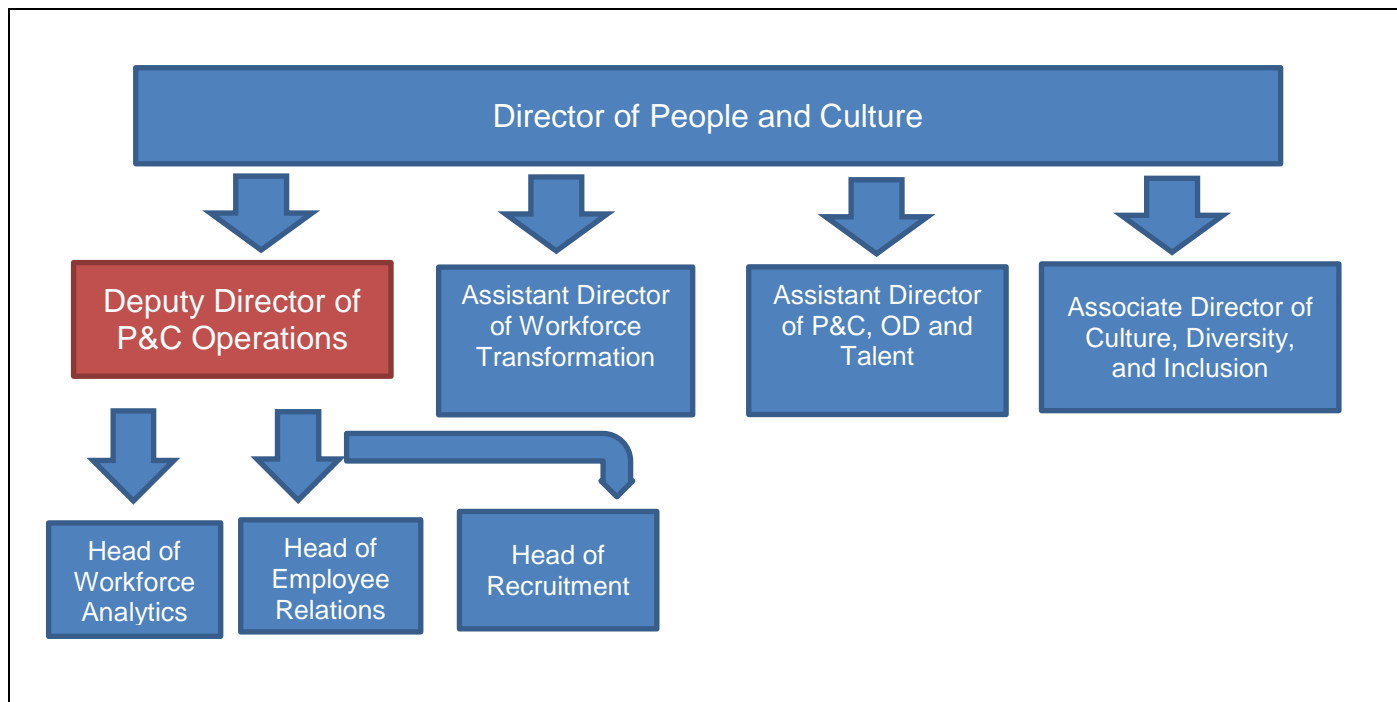 Director of People and Culture
Deputy Director of
P&C Operations
Assistant Director
of Workforce
Transformation
Assistant Director
of P&C, OD and
Talent
Associate Director of
Culture, Diversity,
and Inclusion
Head of
Workforce
Analytics
Head of
Employee
Relations
Head of
Recruitment